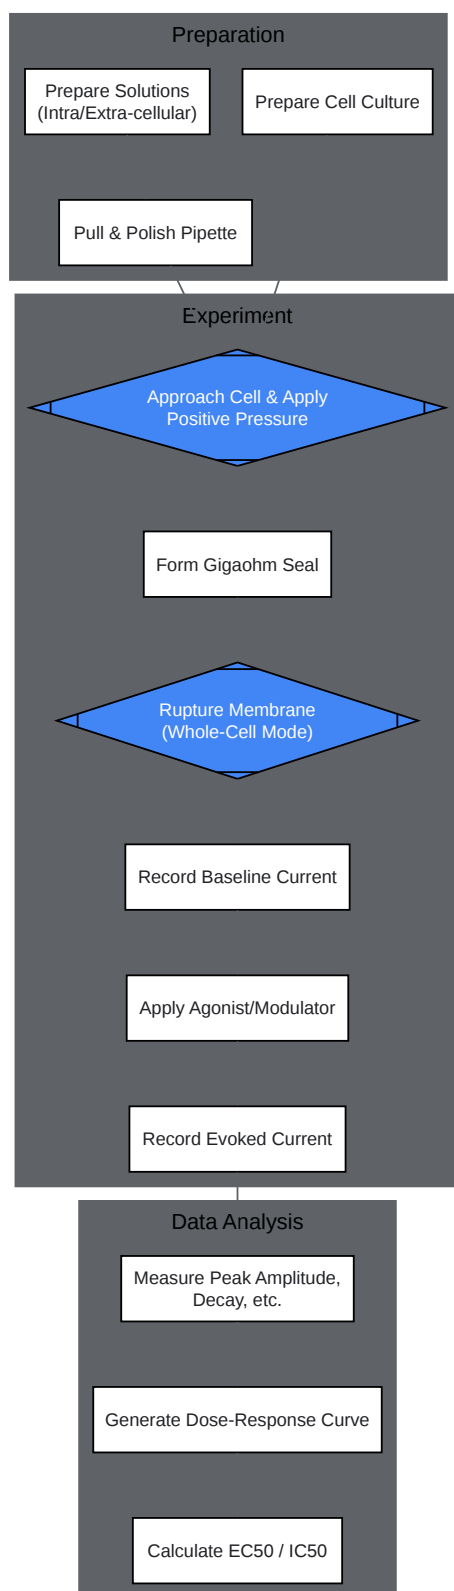 Preparation
Prepare Solutions
(Intra/Extra-cellular)
Prepare Cell Culture
Pull & Polish Pipette
Experiment
Approach Cell & Apply
Positive Pressure
Form Gigaohm Seal
Rupture Membrane
(Whole-Cell Mode)
Record Baseline Current
Apply Agonist/Modulator
Record Evoked Current
Data Analysis
Measure Peak Amplitude,
Decay, etc.
Generate Dose-Response Curve
Calculate EC50 / IC50